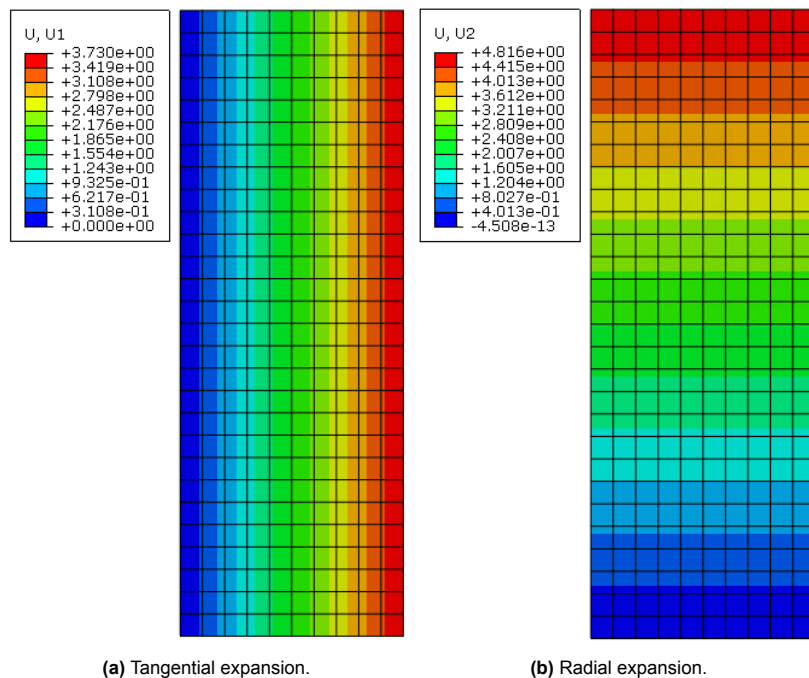 U, U1
+3.730e+00
+3.419e+00
+3.108e+00
+2.798e+00
+2.487e+00
+2.176e+00
+1.865e+00
+1.554e+00
+1.243e+00
+9.325e-01
+6.217e-01
+3.108e-01
+0.000e+00
U, U2
+4.816e+00
+4.415e+00
+4.013e+00
+3.612e+00
+3.211e+00
+2.809e+00
+2.408e+00
+2.007e+00
+1.605e+00
+1.204e+00
+8.027e-01
+4.013e-01
-4.508e-13
(a) Tangential expansion.
(b) Radial expansion.